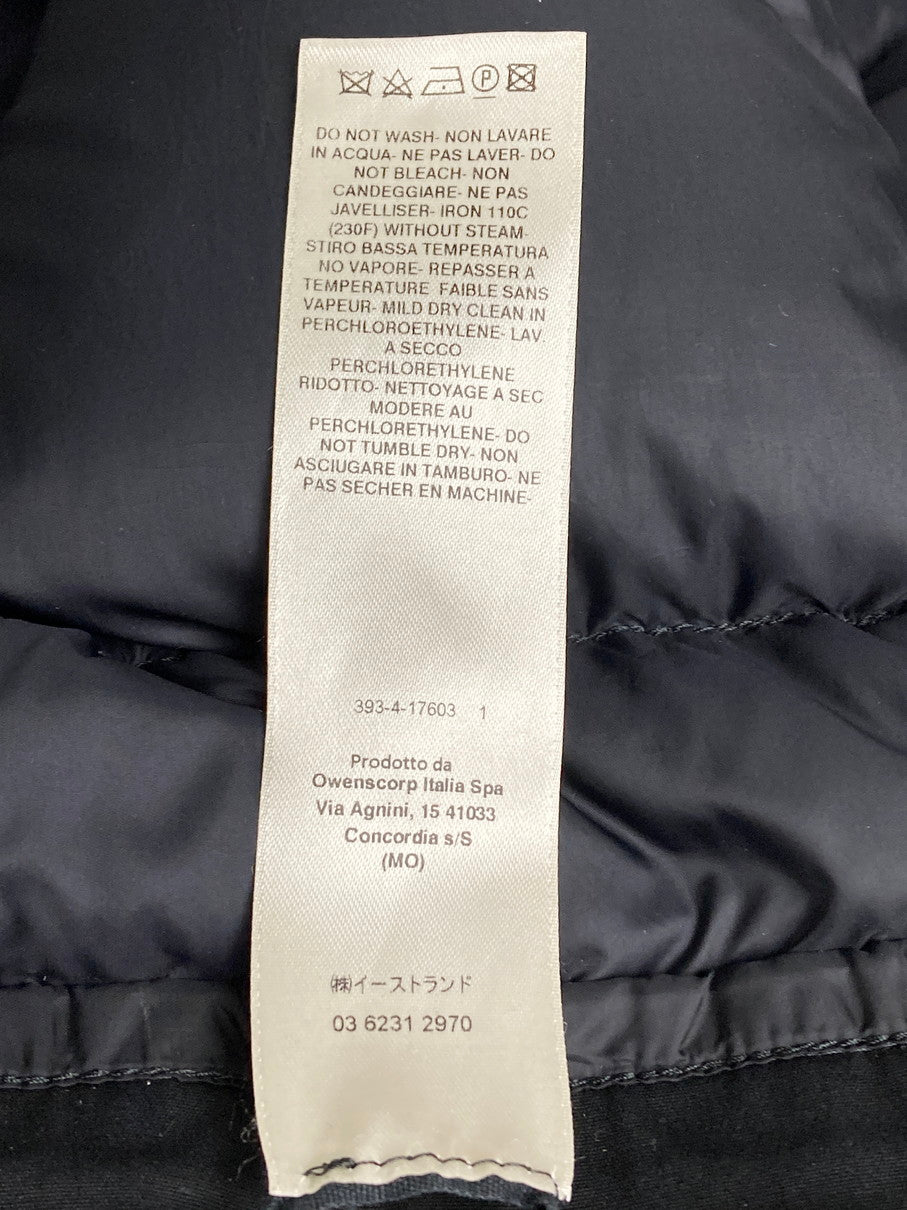 P
DO NOT WASH- NON LAVARE
IN ACQUA- NE PAS LAVER- DO
NOT BLEACH- NON
CANDEGGIARE- NE PAS
JAVELLISER- IRON 110C
(230F) WITHOUT STEAM-
STIRO BASSA TEMPERATURA
NO VAPORE- REPASSER A
TEMPERATURE FAIBLE SANS
VAPEUR- MILD DRY CLEAN IN
PERCHLOROETHYLENE- LAV.
A SECCO
PERCHLORETHYLENE
RIDOTTO- NETTOYAGE A SEC
MODERE AU
PERCHLORETHYLENE- DO
NOT TUMBLE DRY- NON
ASCIUGARE IN TAMBURO- NE
PAS SECHER EN MACHINE-
393-4-17603 1
Prodotto da
Owenscorp Italia Spa
Via Agnini, 15 41033
Concordia s/S
(MO)
㈱イーストランド
03 6231 2970